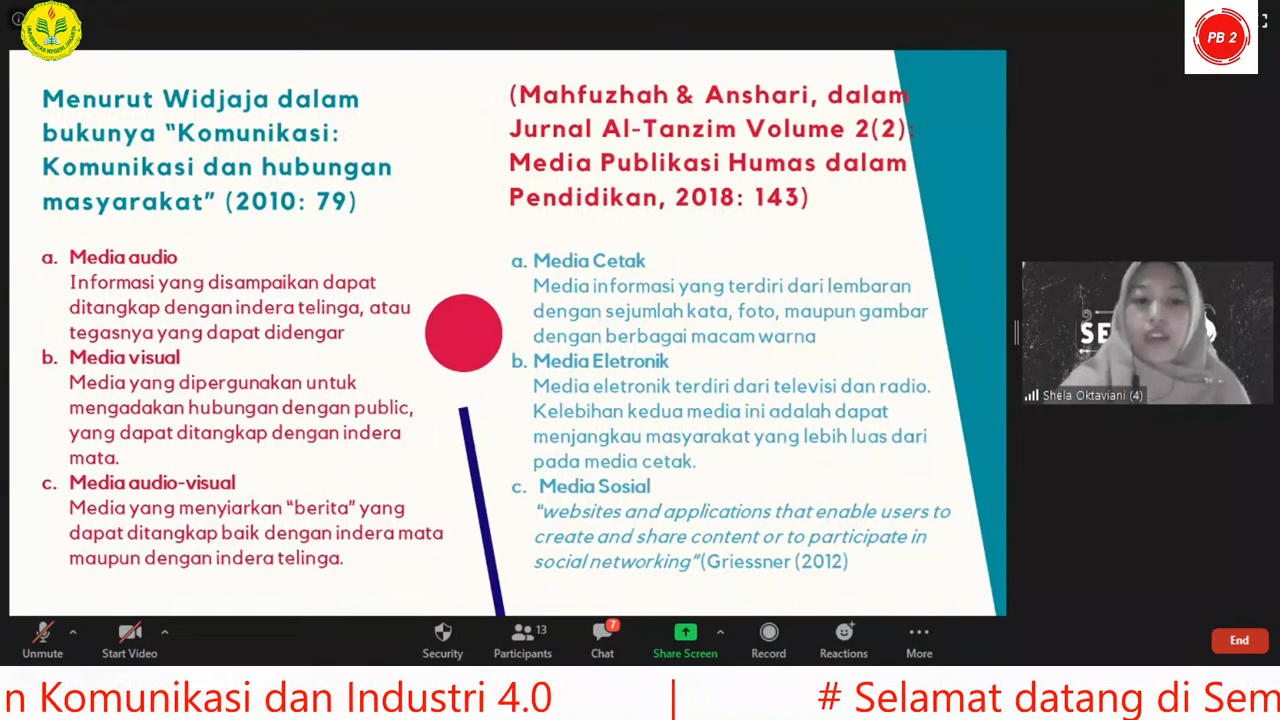 UNIVERSITAS NEGERI JAKARTA
PB 2
Menurut Widjaja dalam
bukunya “Komunikasi:
Komunikasi dan hubungan
masyarakat” (2010: 79)
a. Media audio
Informasi yang disampaikan dapat
ditangkap dengan indera telinga, atau
tegasnya yang dapat didengar
b. Media visual
Media yang dipergunakan untuk
mengadakan hubungan dengan public,
yang dapat ditangkap dengan indera
mata.
c. Media audio-visual
Media yang menyiarkan “berita” yang
dapat ditangkap baik dengan indera mata
maupun dengan indera telinga.
(Mahfuzhah & Anshari, dalam
Jurnal Al-Tanzim Volume 2(2):
Media Publikasi Humas dalam
Pendidikan, 2018: 143)
a. Media Cetak
Media informasi yang terdiri dari lembaran
dengan sejumlah kata, foto, maupun gambar
dengan berbagai macam warna
b. Media Eletronik
Media eletronik terdiri dari televisi dan radio.
Kelebihan kedua media ini adalah dapat
menjangkau masyarakat yang lebih luas dari
pada media cetak.
c. Media Sosial
“websites and applications that enable users to
create and share content or to participate in
social networking”(Griessner (2012)
Shela Oktaviani (4)
Unmute
Start Video
Security
13
Participants
7
Chat
Share Screen
Record
Reactions
More
End
n Komunikasi dan Industri 4.0 | # Selamat datang di Sem